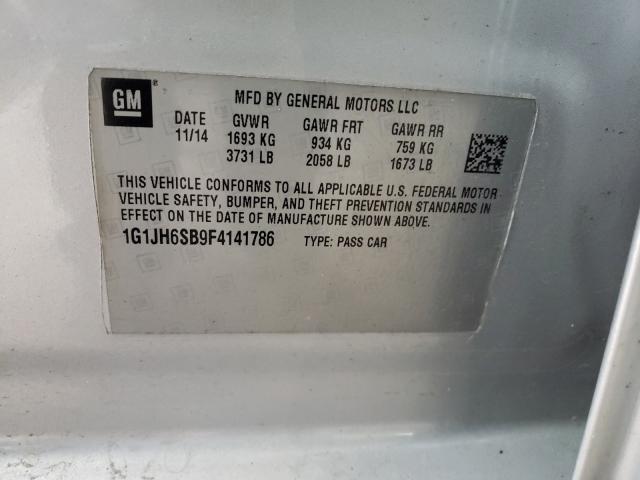 GM®
MFD BY GENERAL MOTORS LLC
DATE GVWR GAWR FRT GAWR RR
11/14 1693 KG 934 KG 759 KG
3731 LB 2058 LB 1673 LB
THIS VEHICLE CONFORMS TO ALL APPLICABLE U.S. FEDERAL MOTOR
VEHICLE SAFETY, BUMPER, AND THEFT PREVENTION STANDARDS IN
EFFECT ON THE DATE OF MANUFACTURE SHOWN ABOVE.
1G1JH6SB9F4141786 TYPE: PASS CAR